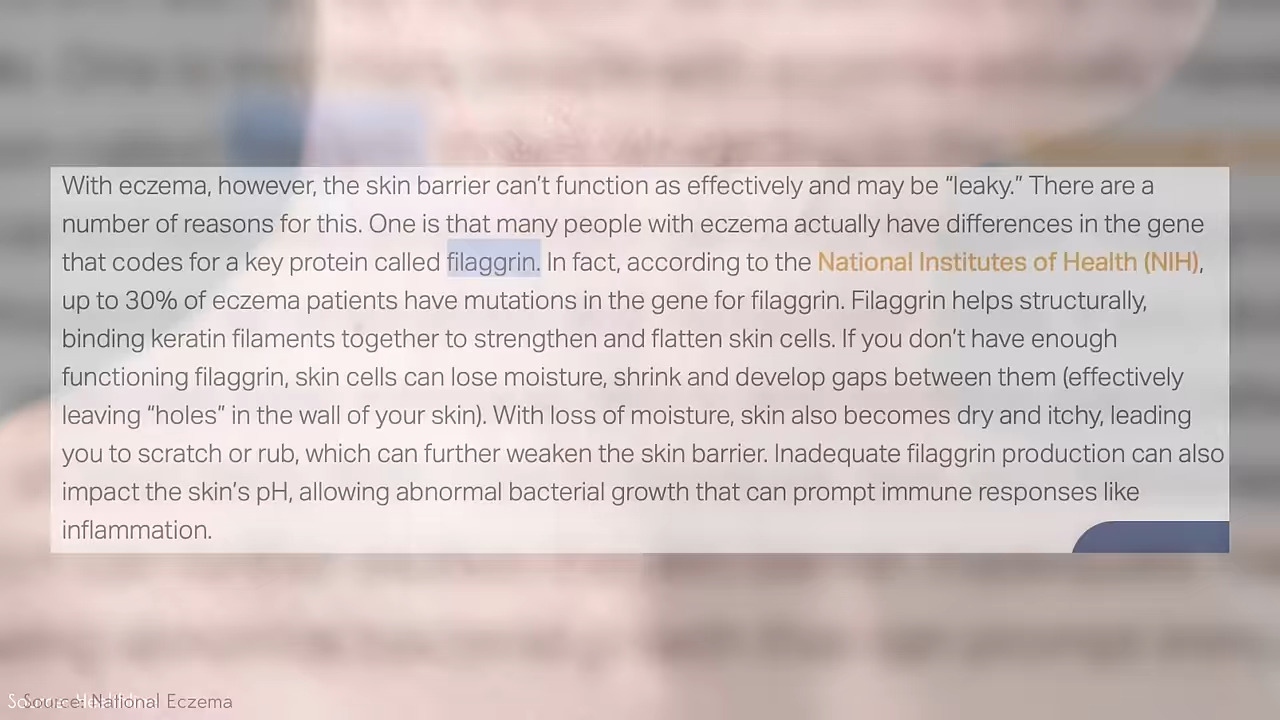 With eczema, however, the skin barrier can’t function as effectively and may be “leaky.” There are a
number of reasons for this. One is that many people with eczema actually have differences in the gene
that codes for a key protein called filaggrin. In fact, according to the National Institutes of Health (NIH),
up to 30% of eczema patients have mutations in the gene for filaggrin. Filaggrin helps structurally,
binding keratin filaments together to strengthen and flatten skin cells. If you don’t have enough
functioning filaggrin, skin cells can lose moisture, shrink and develop gaps between them (effectively
leaving “holes” in the wall of your skin). With loss of moisture, skin also becomes dry and itchy, leading
you to scratch or rub, which can further weaken the skin barrier. Inadequate filaggrin production can also
impact the skin’s pH, allowing abnormal bacterial growth that can prompt immune responses like
inflammation.
Source: National Eczema